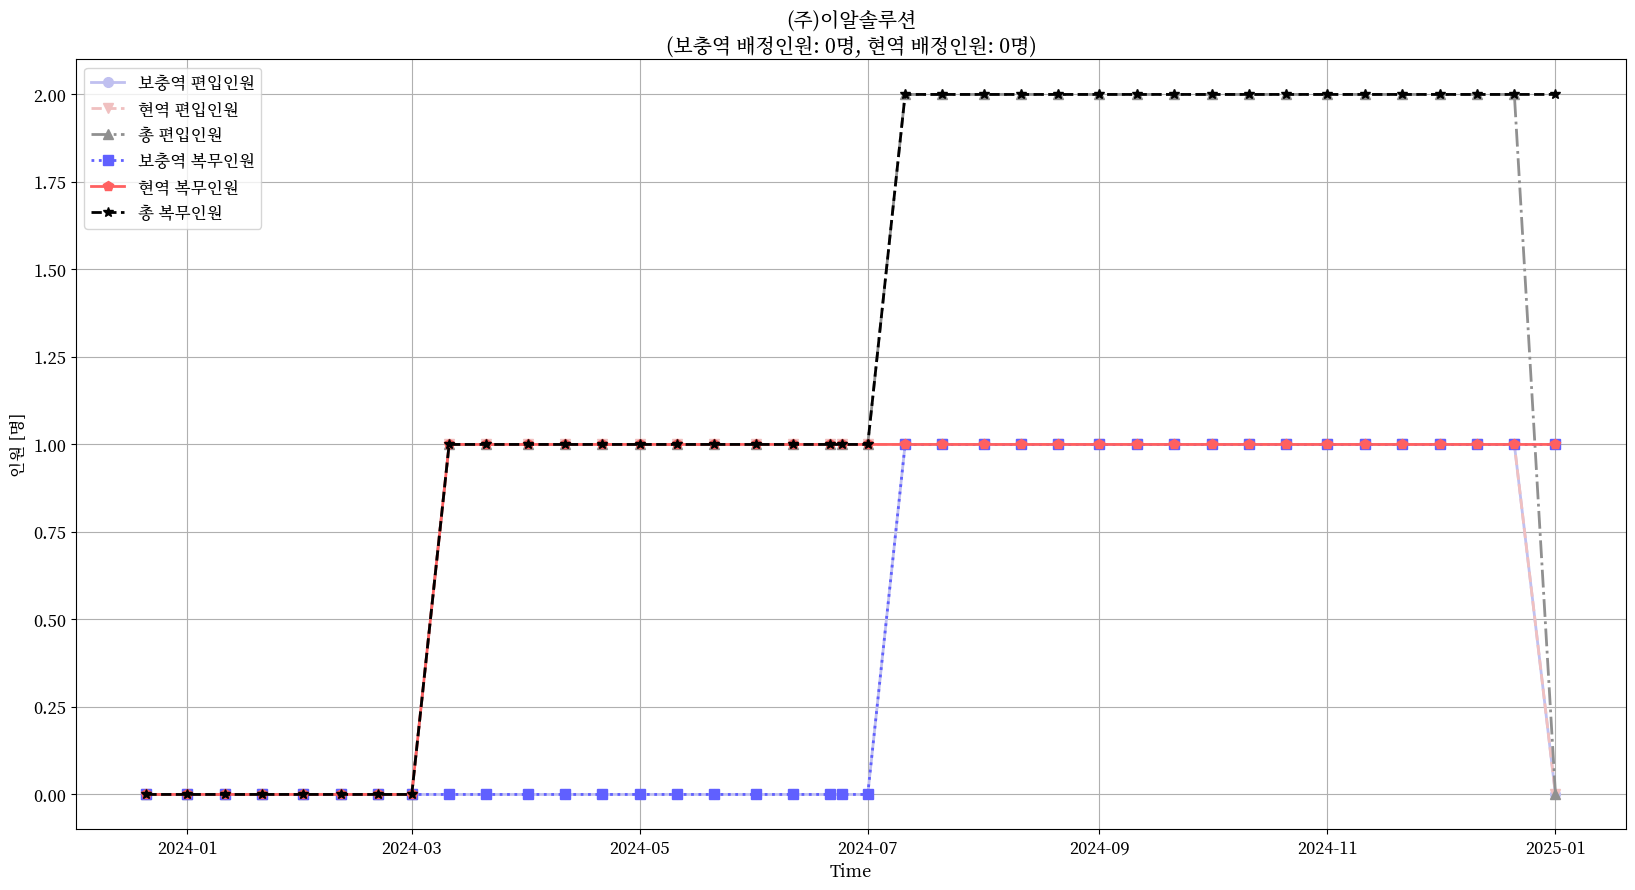 (주)이알솔루션
(보충역 배정인원: 0명, 현역 배정인원: 0명)
보충역 편입인원
현역 편입인원
총 편입인원
보충역 복무인원
현역 복무인원
총 복무인원
2.00
1.75
1.50
1.25
1.00
0.75
0.50
0.25
0.00
인원 [명]
2024-01
2024-03
2024-05
2024-07
2024-09
2024-11
2025-01
Time